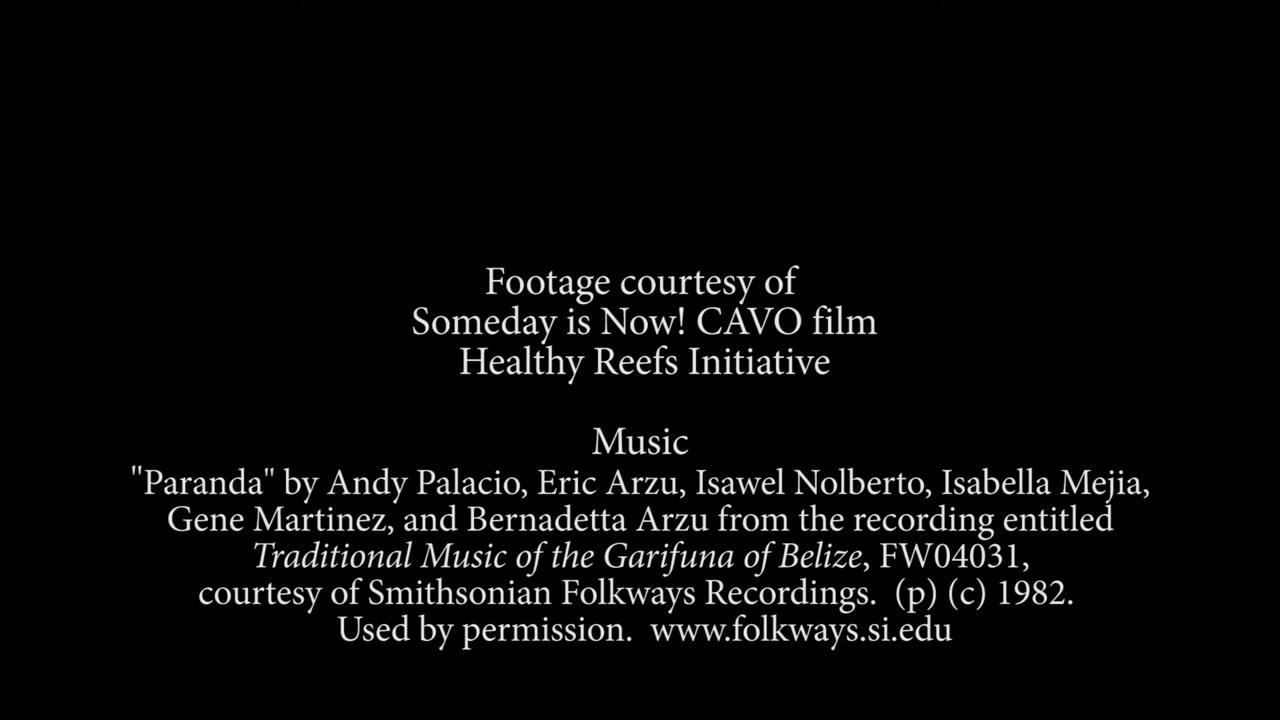 Footage courtesy of
Someday is Now! CAVO film
Healthy Reefs Initiative
Music
"Paranda" by Andy Palacio, Eric Arzu, Isawel Nolberto, Isabella Mejia,
Gene Martinez, and Bernadetta Arzu from the recording entitled
Traditional Music of the Garifuna of Belize, FW04031,
courtesy of Smithsonian Folkways Recordings.  (p) (c) 1982.
Used by permission.  www.folkways.si.edu